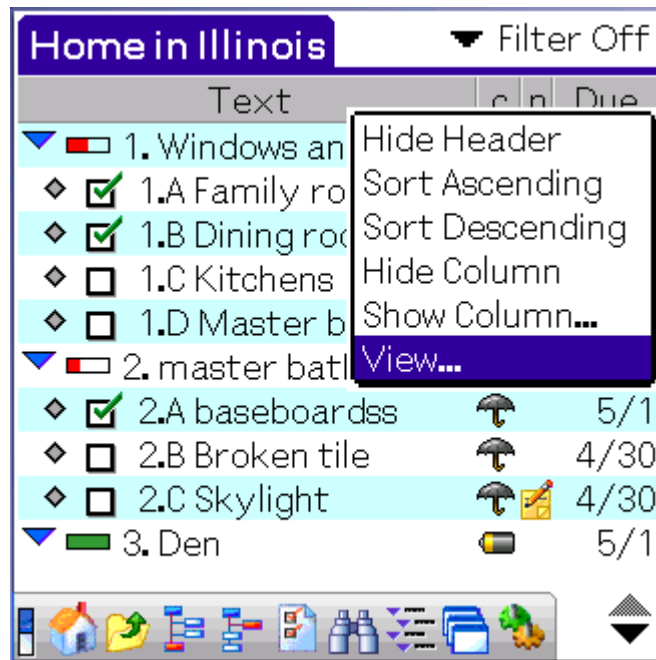 Home in Illinois
Filter Off
Text c n Due
1. Windows an
1.A Family ro
1.B Dining roo
1.C Kitchens
1.D Master b
Hide Header
Sort Ascending
Sort Descending
Hide Column
Show Column...
View...
2. master bath
2.A baseboardss 5/1
2.B Broken tile 4/30
2.C Skylight 4/30
3. Den 5/1